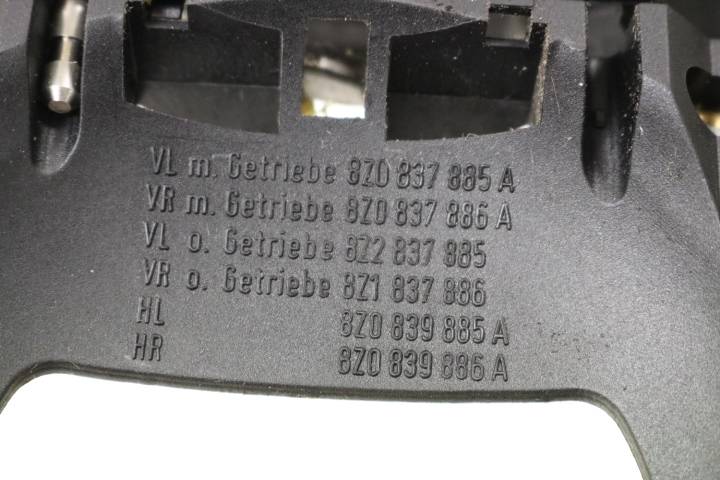 VL m. Getriebe 8Z0 837 885 A
VR m. Getriebe 8Z0 837 886 A
VL o. Getriebe 8Z2 837 885
VR o. Getriebe 8Z1 837 886
HL 8Z0 839 885 A
HR 8Z0 839 886 A